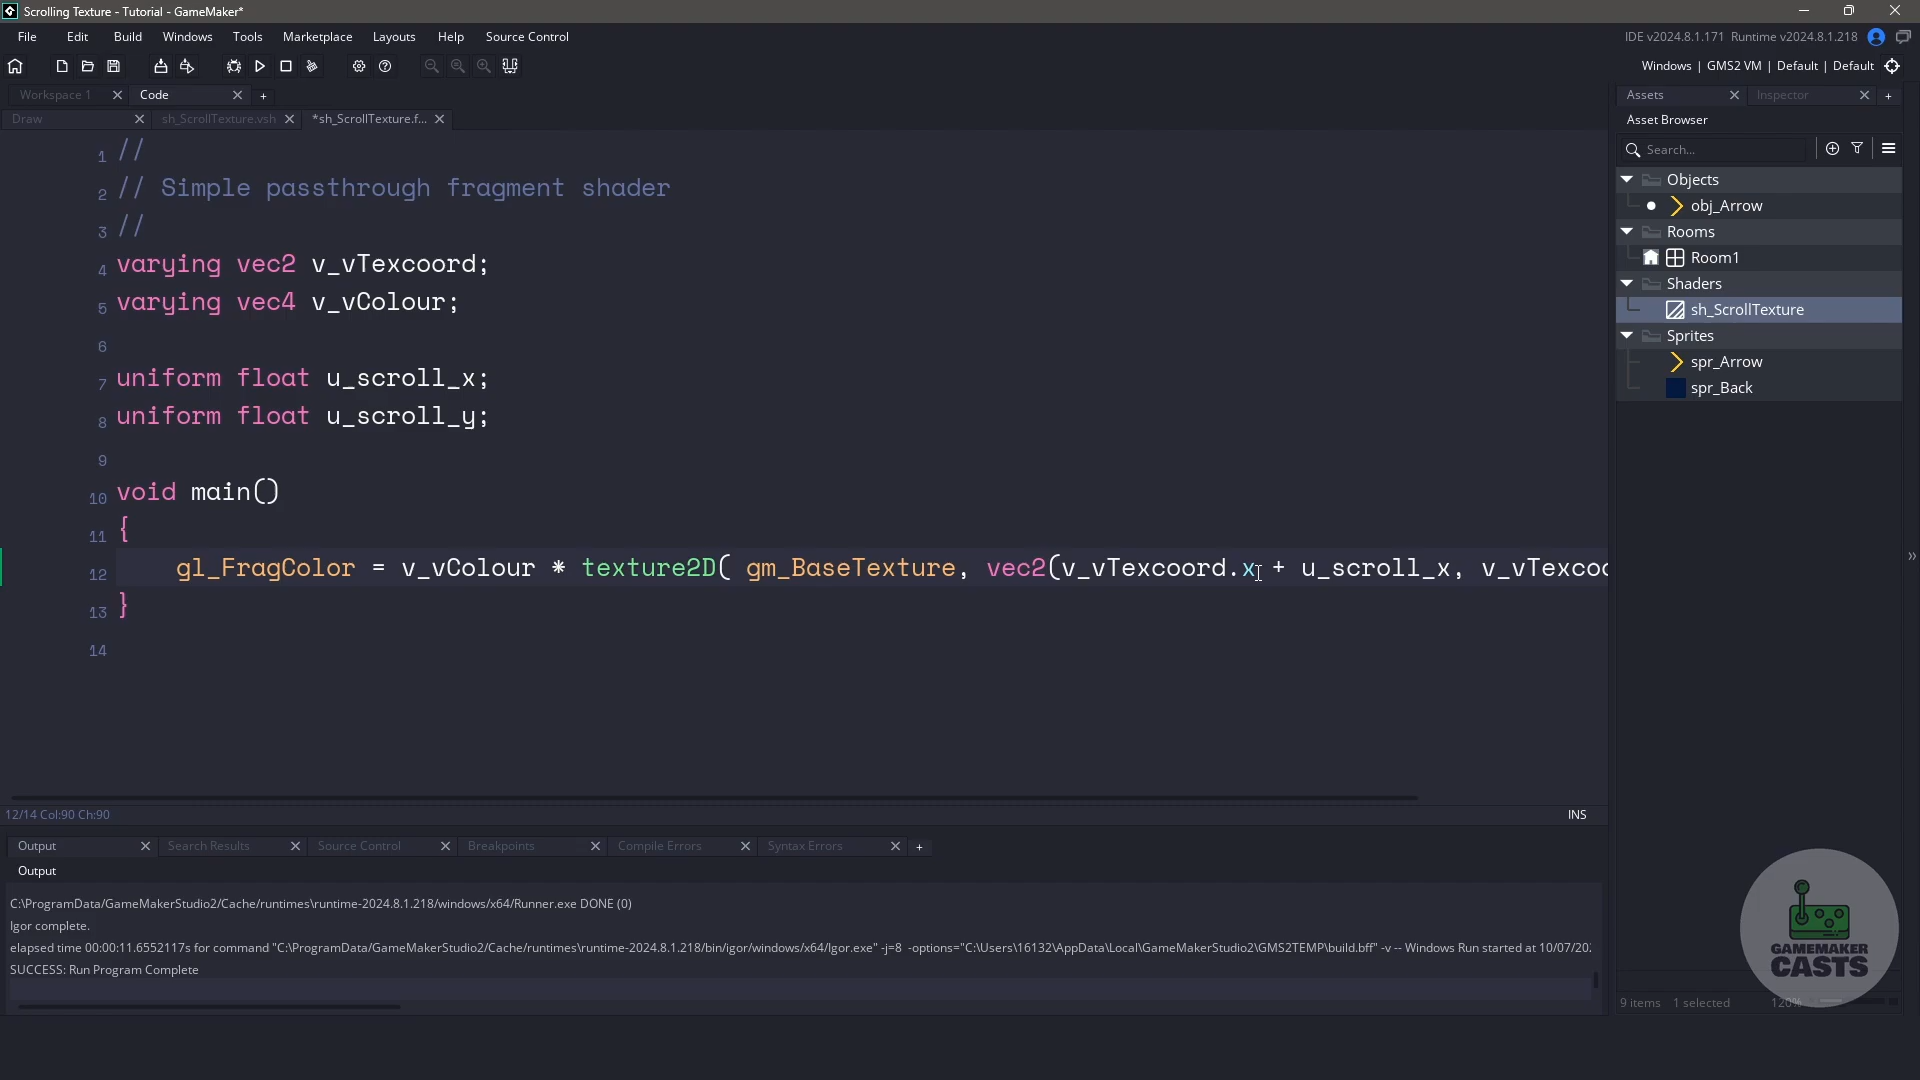 Scrolling Texture - Tutorial - GameMaker*
File Edit Build Windows Tools Marketplace Layouts Help Source Control
IDE v2024.8.1.171 Runtime v2024.8.1.218
Windows | GMS2 VM | Default | Default
Workspace 1 Code +
Draw sh_ScrollTexture.vsh *sh_ScrollTexture.f...
1 //
2 // Simple passthrough fragment shader
3 //
4 varying vec2 v_vTexcoord;
5 varying vec4 v_vColour;
6
7 uniform float u_scroll_x;
8 uniform float u_scroll_y;
9
10 void main()
11 {
12 gl_FragColor = v_vColour * texture2D( gm_BaseTexture, vec2(v_vTexcoord.x + u_scroll_x, v_vTexcoo
13 }
14
12/14 Col:90 Ch:90 INS
Assets Inspector +
Asset Browser
Search...
Objects
obj_Arrow
Rooms
Room1
Shaders
sh_ScrollTexture
Sprites
spr_Arrow
spr_Back
9 items 1 selected 120%
Output Search Results Source Control Breakpoints Compile Errors Syntax Errors +
Output
C:\ProgramData/GameMakerStudio2/Cache/runtimes\runtime-2024.8.1.218/windows/x64/Runner.exe DONE (0)
Igor complete.
elapsed time 00:00:11.6552117s for command "C:\ProgramData/GameMakerStudio2/Cache/runtimes\runtime-2024.8.1.218/bin/igor/windows/x64/Igor.exe" -j=8 -options="C:\Users\16132\AppData\Local\GameMakerStudio2\GMS2TEMP\build.bff" -v -- Windows Run started at 10/07/202
SUCCESS: Run Program Complete
GAMEMAKER
CASTS